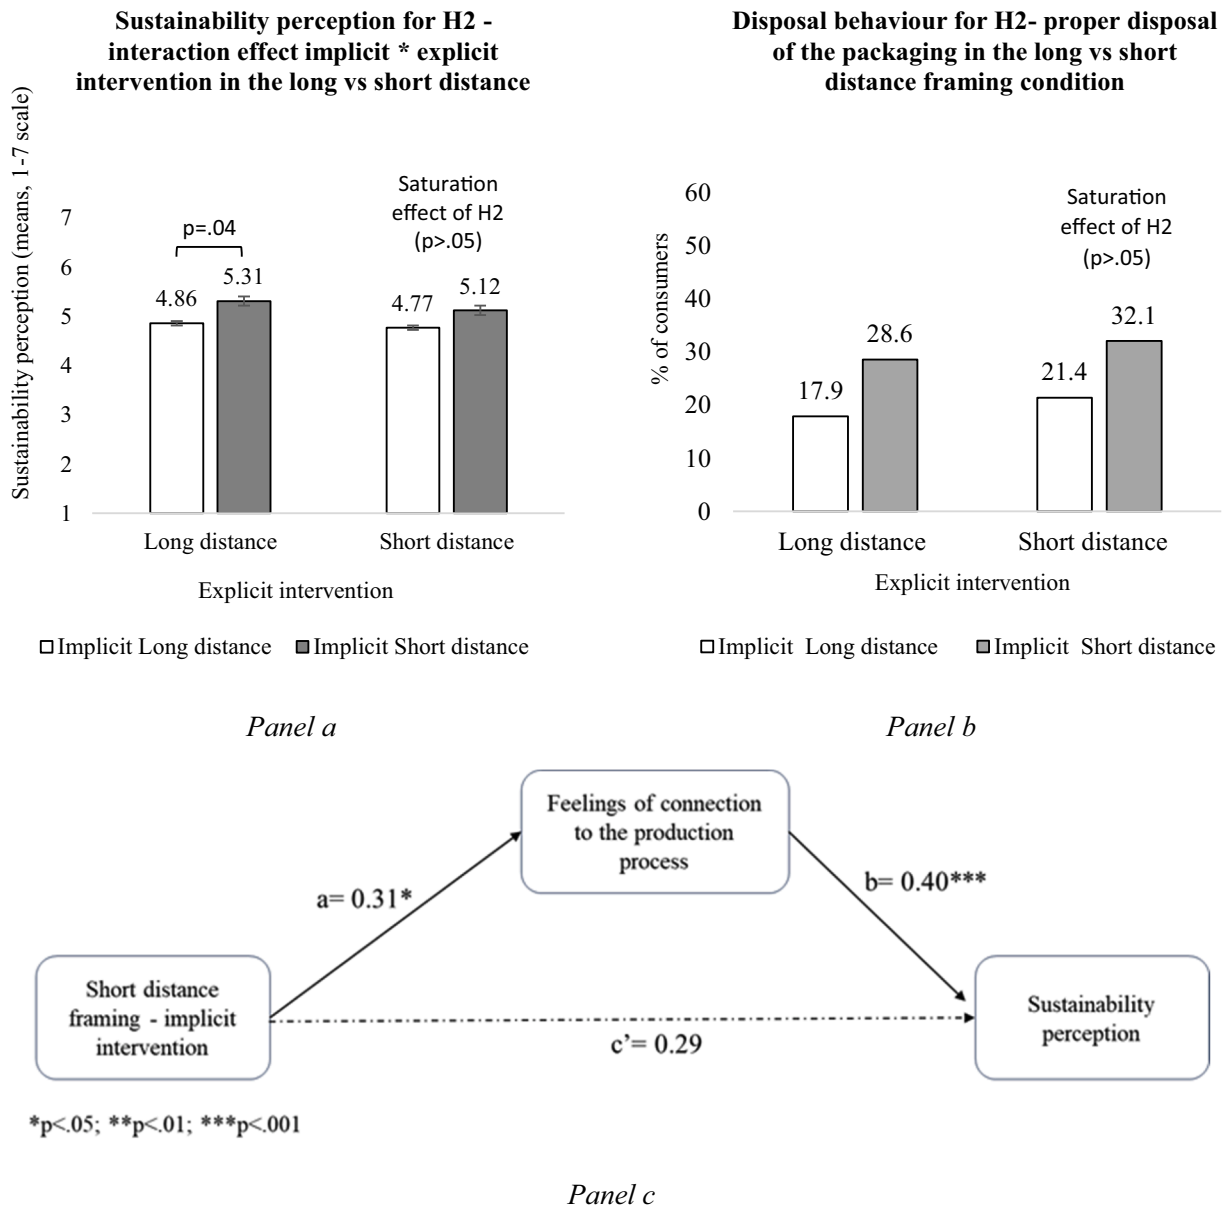 Sustainability perception for H2 -
interaction effect implicit * explicit
intervention in the long vs short distance
Sustainability perception (means, 1-7 scale)
7
6
5
4
3
2
1
p=.04
4.86
5.31
Saturation
effect of H2
(p>.05)
4.77
5.12
Long distance
Short distance
Explicit intervention
Implicit Long distance
Implicit Short distance
Panel a
Disposal behaviour for H2- proper disposal
of the packaging in the long vs short
distance framing condition
% of consumers
60
50
40
30
20
10
0
17.9
28.6
Saturation
effect of H2
(p>.05)
21.4
32.1
Long distance
Short distance
Explicit intervention
Implicit Long distance
Implicit Short distance
Panel b
Feelings of connection
to the production
process
a= 0.31*
b= 0.40***
Short distance
framing - implicit
intervention
c’= 0.29
Sustainability
perception
*p<.05; **p<.01; ***p<.001
Panel c